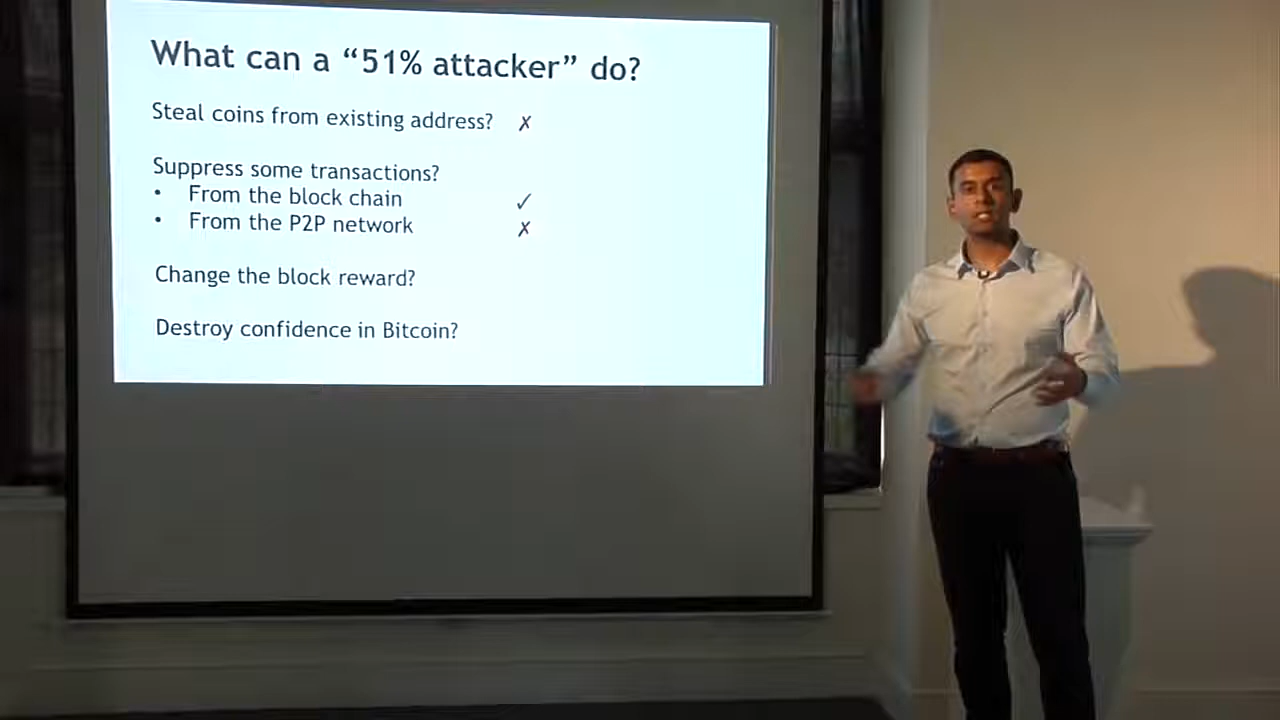 What can a “51% attacker” do?
Steal coins from existing address? ✗
Suppress some transactions?
• From the block chain ✓
• From the P2P network ✗
Change the block reward?
Destroy confidence in Bitcoin?